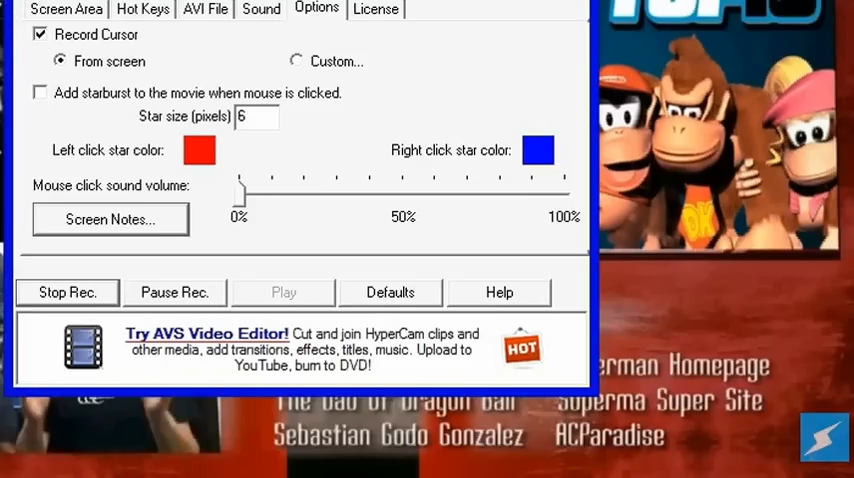 Screen Area Hot Keys AVI File Sound Options License
Record Cursor
From screen Custom...
Add starburst to the movie when mouse is clicked.
Star size (pixels) 6
Left click star color: Right click star color:
Mouse click sound volume:
Screen Notes...
0% 50% 100%
Stop Rec. Pause Rec. Play Defaults Help
Try AVS Video Editor! Cut and join HyperCam clips and
other media, add transitions, effects, titles, music. Upload to
YouTube, burn to DVD!
HOT
DK
erman Homepage
Superma Super Site
Sebastian Godo Gonzalez ACParadise